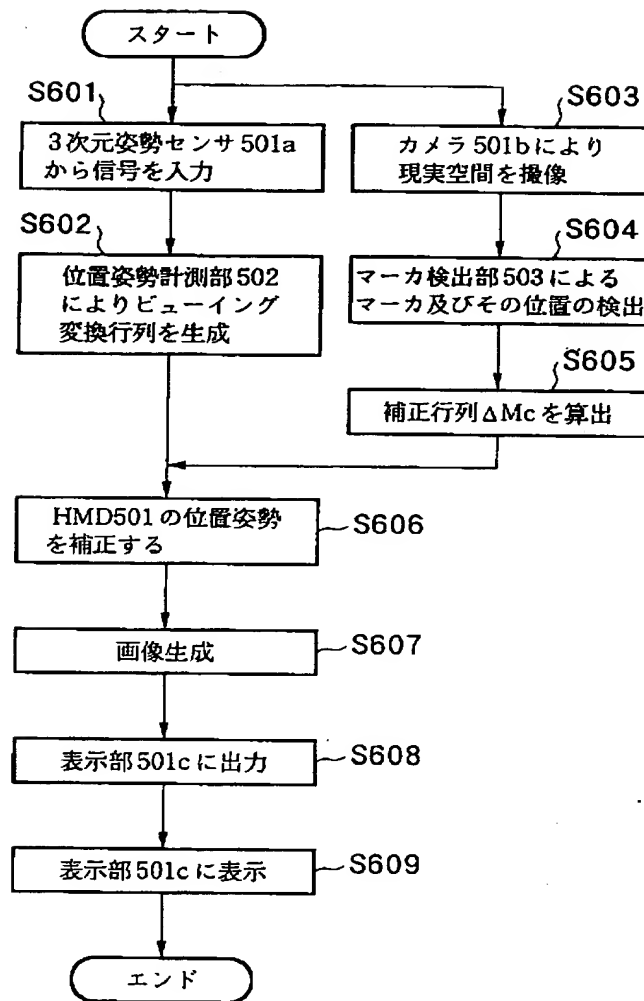 スタート
S601
3次元姿勢センサ501a
から信号を入力
S603
カメラ501bにより
現実空間を撮像
S602
位置姿勢計測部502
によりビューイング
変換行列を生成
S604
マーカ検出部503による
マーカ及びその位置の検出
S605
補正行列ΔMcを算出
HMD501の位置姿勢
を補正する
S606
画像生成
S607
表示部501cに出力
S608
表示部501cに表示
S609
エンド